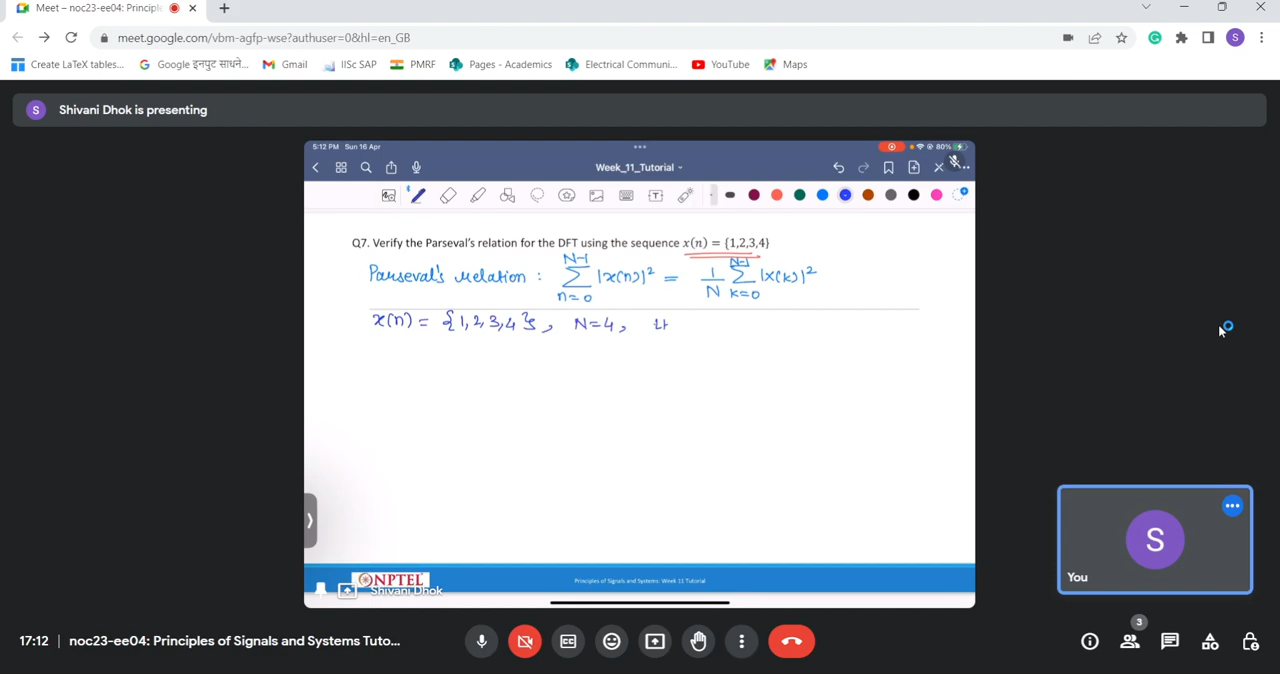 Meet – noc23-ee04: Principle
meet.google.com/vbm-agfp-wse?authuser=0&hl=en_GB
S
Create LaTeX tables...
Google इनपुट साधने...
Gmail
IISc SAP
PMRF
Pages - Academics
Electrical Communi...
YouTube
Maps
S Shivani Dhok is presenting
5:12 PM Sun 16 Apr
80%
Week_11_Tutorial
Q7. Verify the Parseval's relation for the DFT using the sequence x(n) = {1,2,3,4}
Parseval's relation : ∑_{n=0}^{N-1} |x(n)|² = 1/N ∑_{k=0}^{N-1} |X(k)|²
x(n) = {1, 2, 3, 4}, N=4,
NPTEL
Principles of Signals and Systems: Week 11 Tutorial
Shivani Dhok
S
You
17:12 | noc23-ee04: Principles of Signals and Systems Tuto...
3